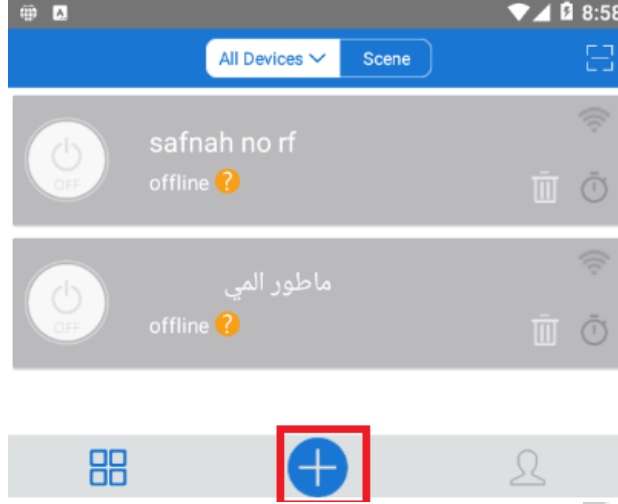 8:58
All Devices Scene
safnah no rf
offline ?
OFF
ماطور المي
offline ?
OFF